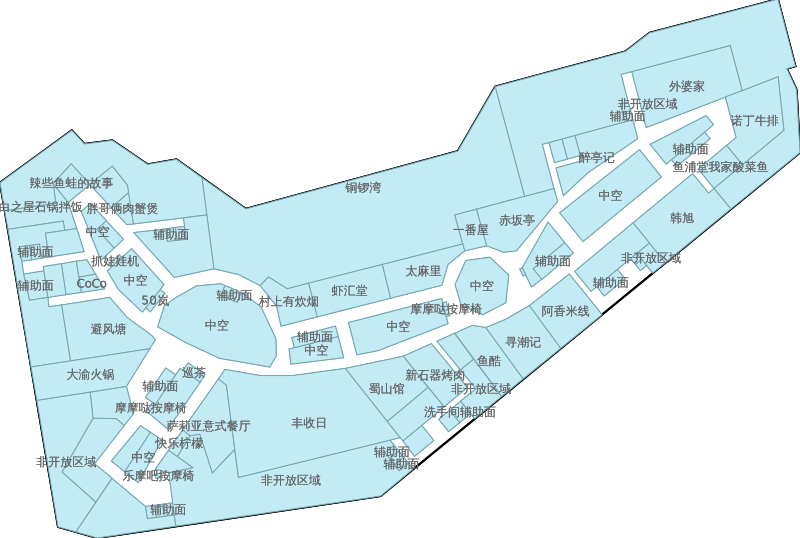 外婆家
非开放区域
辅助面
诺丁牛排
辅助面
醉亭记
鱼浦堂我家酸菜鱼
辣些鱼蛙的故事
铜锣湾
中空
白之屋石锅拌饭
胖哥俩肉蟹煲
赤坂亭
韩旭
中空
辅助面
一番屋
辅助面
抓娃娃机
辅助面
非开放区域
太麻里
中空
CoCo
辅助面
辅助面
虾汇堂
中空
50岚
辅助面
村上有炊烟
摩摩哒按摩椅
阿香米线
避风塘
中空
中空
辅助面
中空
寻潮记
鱼酷
大渝火锅
巡茶
辅助面
新石器烤肉
蜀山馆
非开放区域
摩摩哒按摩椅
洗手间
辅助面
萨莉亚意式餐厅
丰收日
快乐柠檬
辅助面
中空
非开放区域
辅助面
乐摩吧按摩椅
非开放区域
辅助面